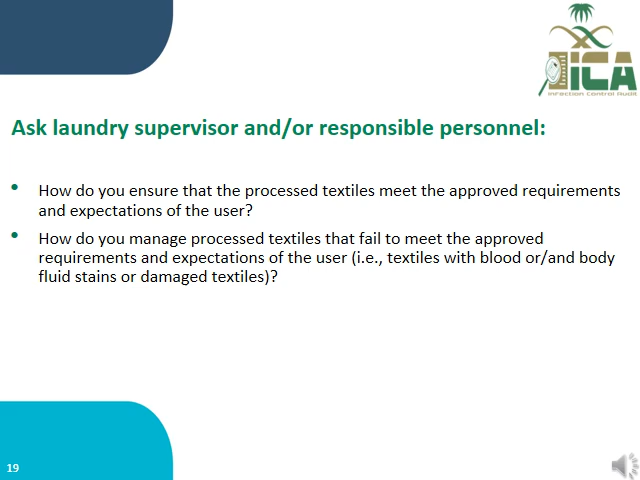 iCA
Infection Control Audit
Ask laundry supervisor and/or responsible personnel:
• How do you ensure that the processed textiles meet the approved requirements
and expectations of the user?
• How do you manage processed textiles that fail to meet the approved
requirements and expectations of the user (i.e., textiles with blood or/and body
fluid stains or damaged textiles)?
19